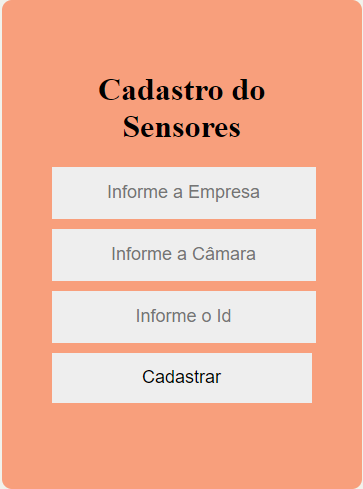 Cadastro do
Sensores
Informe a Empresa
Informe a Câmara
Informe o Id
Cadastrar